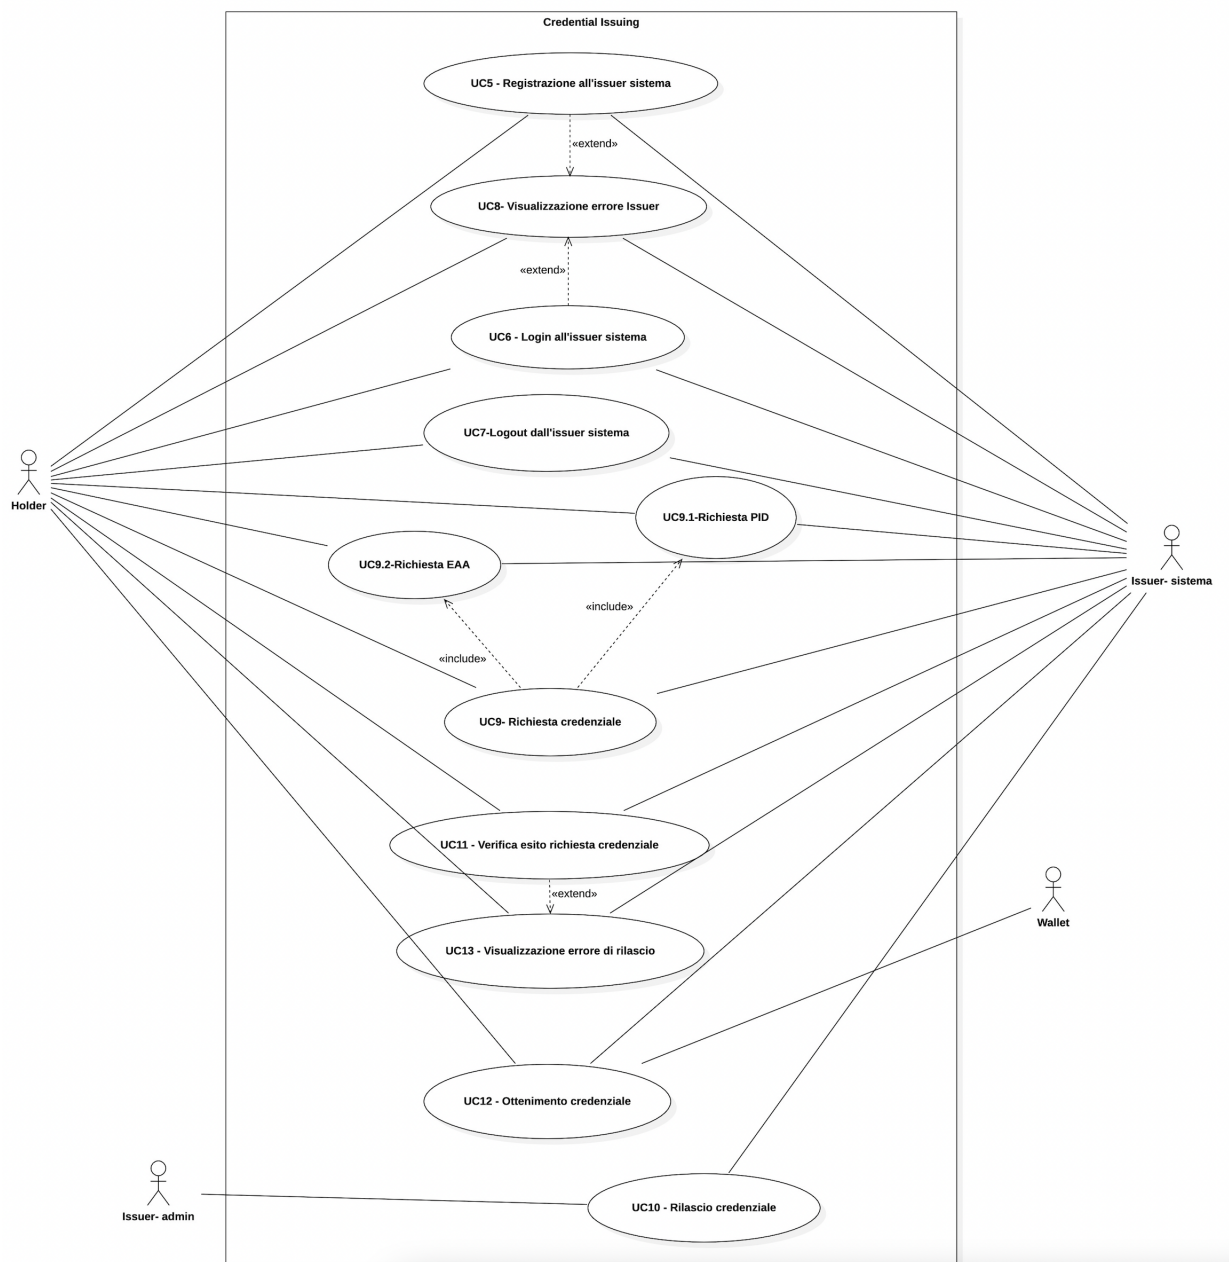 Credential Issuing
UC5 - Registrazione all'issuer sistema
«extend»
UC8- Visualizzazione errore Issuer
«extend»
UC6 - Login all'issuer sistema
UC7-Logout dall'issuer sistema
Holder
UC9.1-Richiesta PID
UC9.2-Richiesta EAA
Issuer- sistema
«include»
«include»
UC9- Richiesta credenziale
UC11 - Verifica esito richiesta credenziale
«extend»
Wallet
UC13 - Visualizzazione errore di rilascio
UC12 - Ottenimento credenziale
Issuer- admin
UC10 - Rilascio credenziale